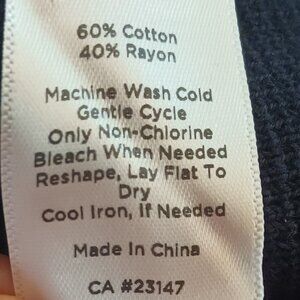 60% Cotton
40% Rayon
Machine Wash Cold
Gentle Cycle
Only Non-Chlorine
Bleach When Needed
Reshape, Lay Flat To
Dry
Cool Iron, If Needed
Made In China
CA #23147